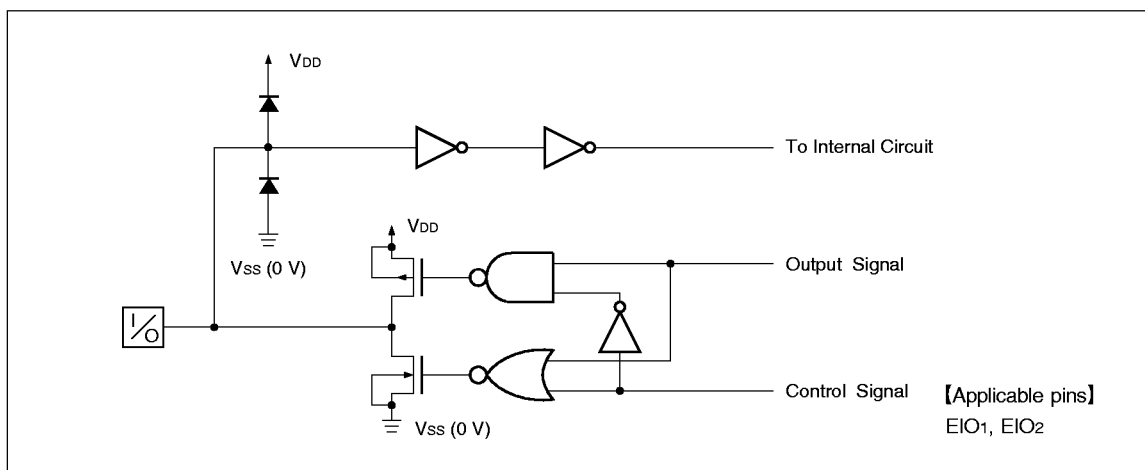 VDD
To Internal Circuit
VSS (0 V)
VDD
Output Signal
I/O
Control Signal 【Applicable pins】
VSS (0 V)
EIO1, EIO2